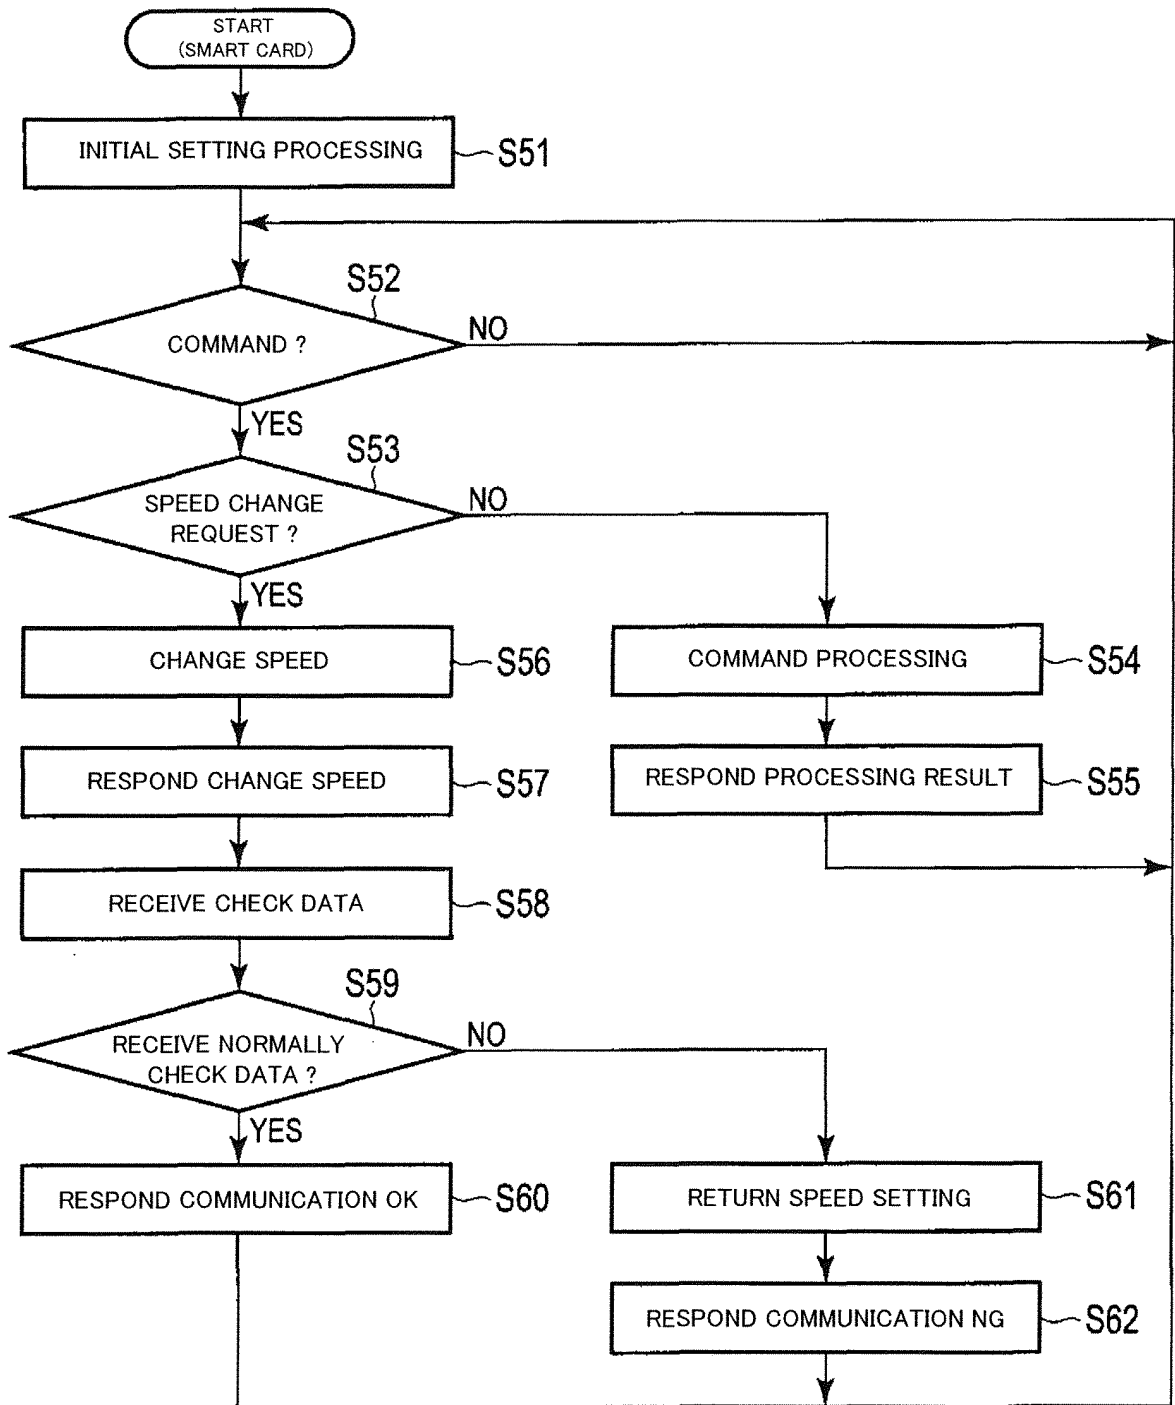 START
(SMART CARD)
INITIAL SETTING PROCESSING
S51
S52
COMMAND ?
NO
YES
S53
SPEED CHANGE
REQUEST ?
NO
YES
CHANGE SPEED
S56
COMMAND PROCESSING
S54
RESPOND CHANGE SPEED
S57
RESPOND PROCESSING RESULT
S55
RECEIVE CHECK DATA
S58
S59
RECEIVE NORMALLY
CHECK DATA ?
NO
YES
RESPOND COMMUNICATION OK
S60
RETURN SPEED SETTING
S61
RESPOND COMMUNICATION NG
S62